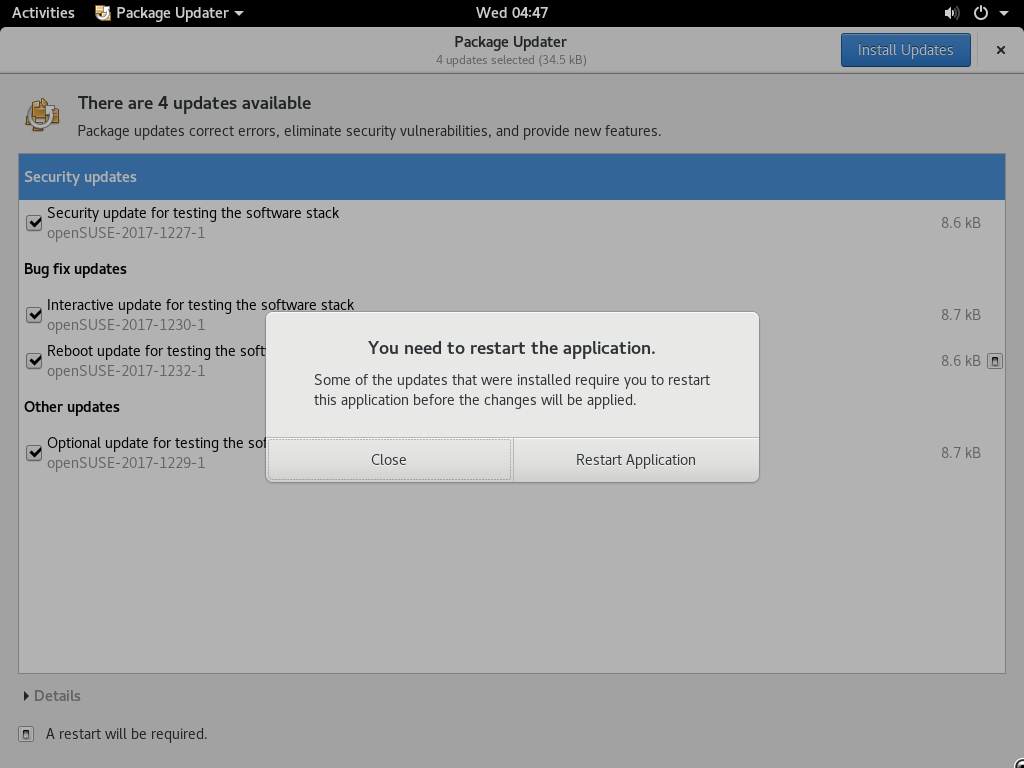 Activities Package Updater Wed 04:47
Package Updater
4 updates selected (34.5 kB)
Install Updates
There are 4 updates available
Package updates correct errors, eliminate security vulnerabilities, and provide new features.
Security updates
Security update for testing the software stack
openSUSE-2017-1227-1 8.6 kB
Bug fix updates
Interactive update for testing the software stack
openSUSE-2017-1230-1 8.7 kB
Reboot update for testing the soft
openSUSE-2017-1232-1 8.6 kB
Other updates
Optional update for testing the sof
openSUSE-2017-1229-1 8.7 kB
You need to restart the application.
Some of the updates that were installed require you to restart
this application before the changes will be applied.
Close Restart Application
Details
A restart will be required.